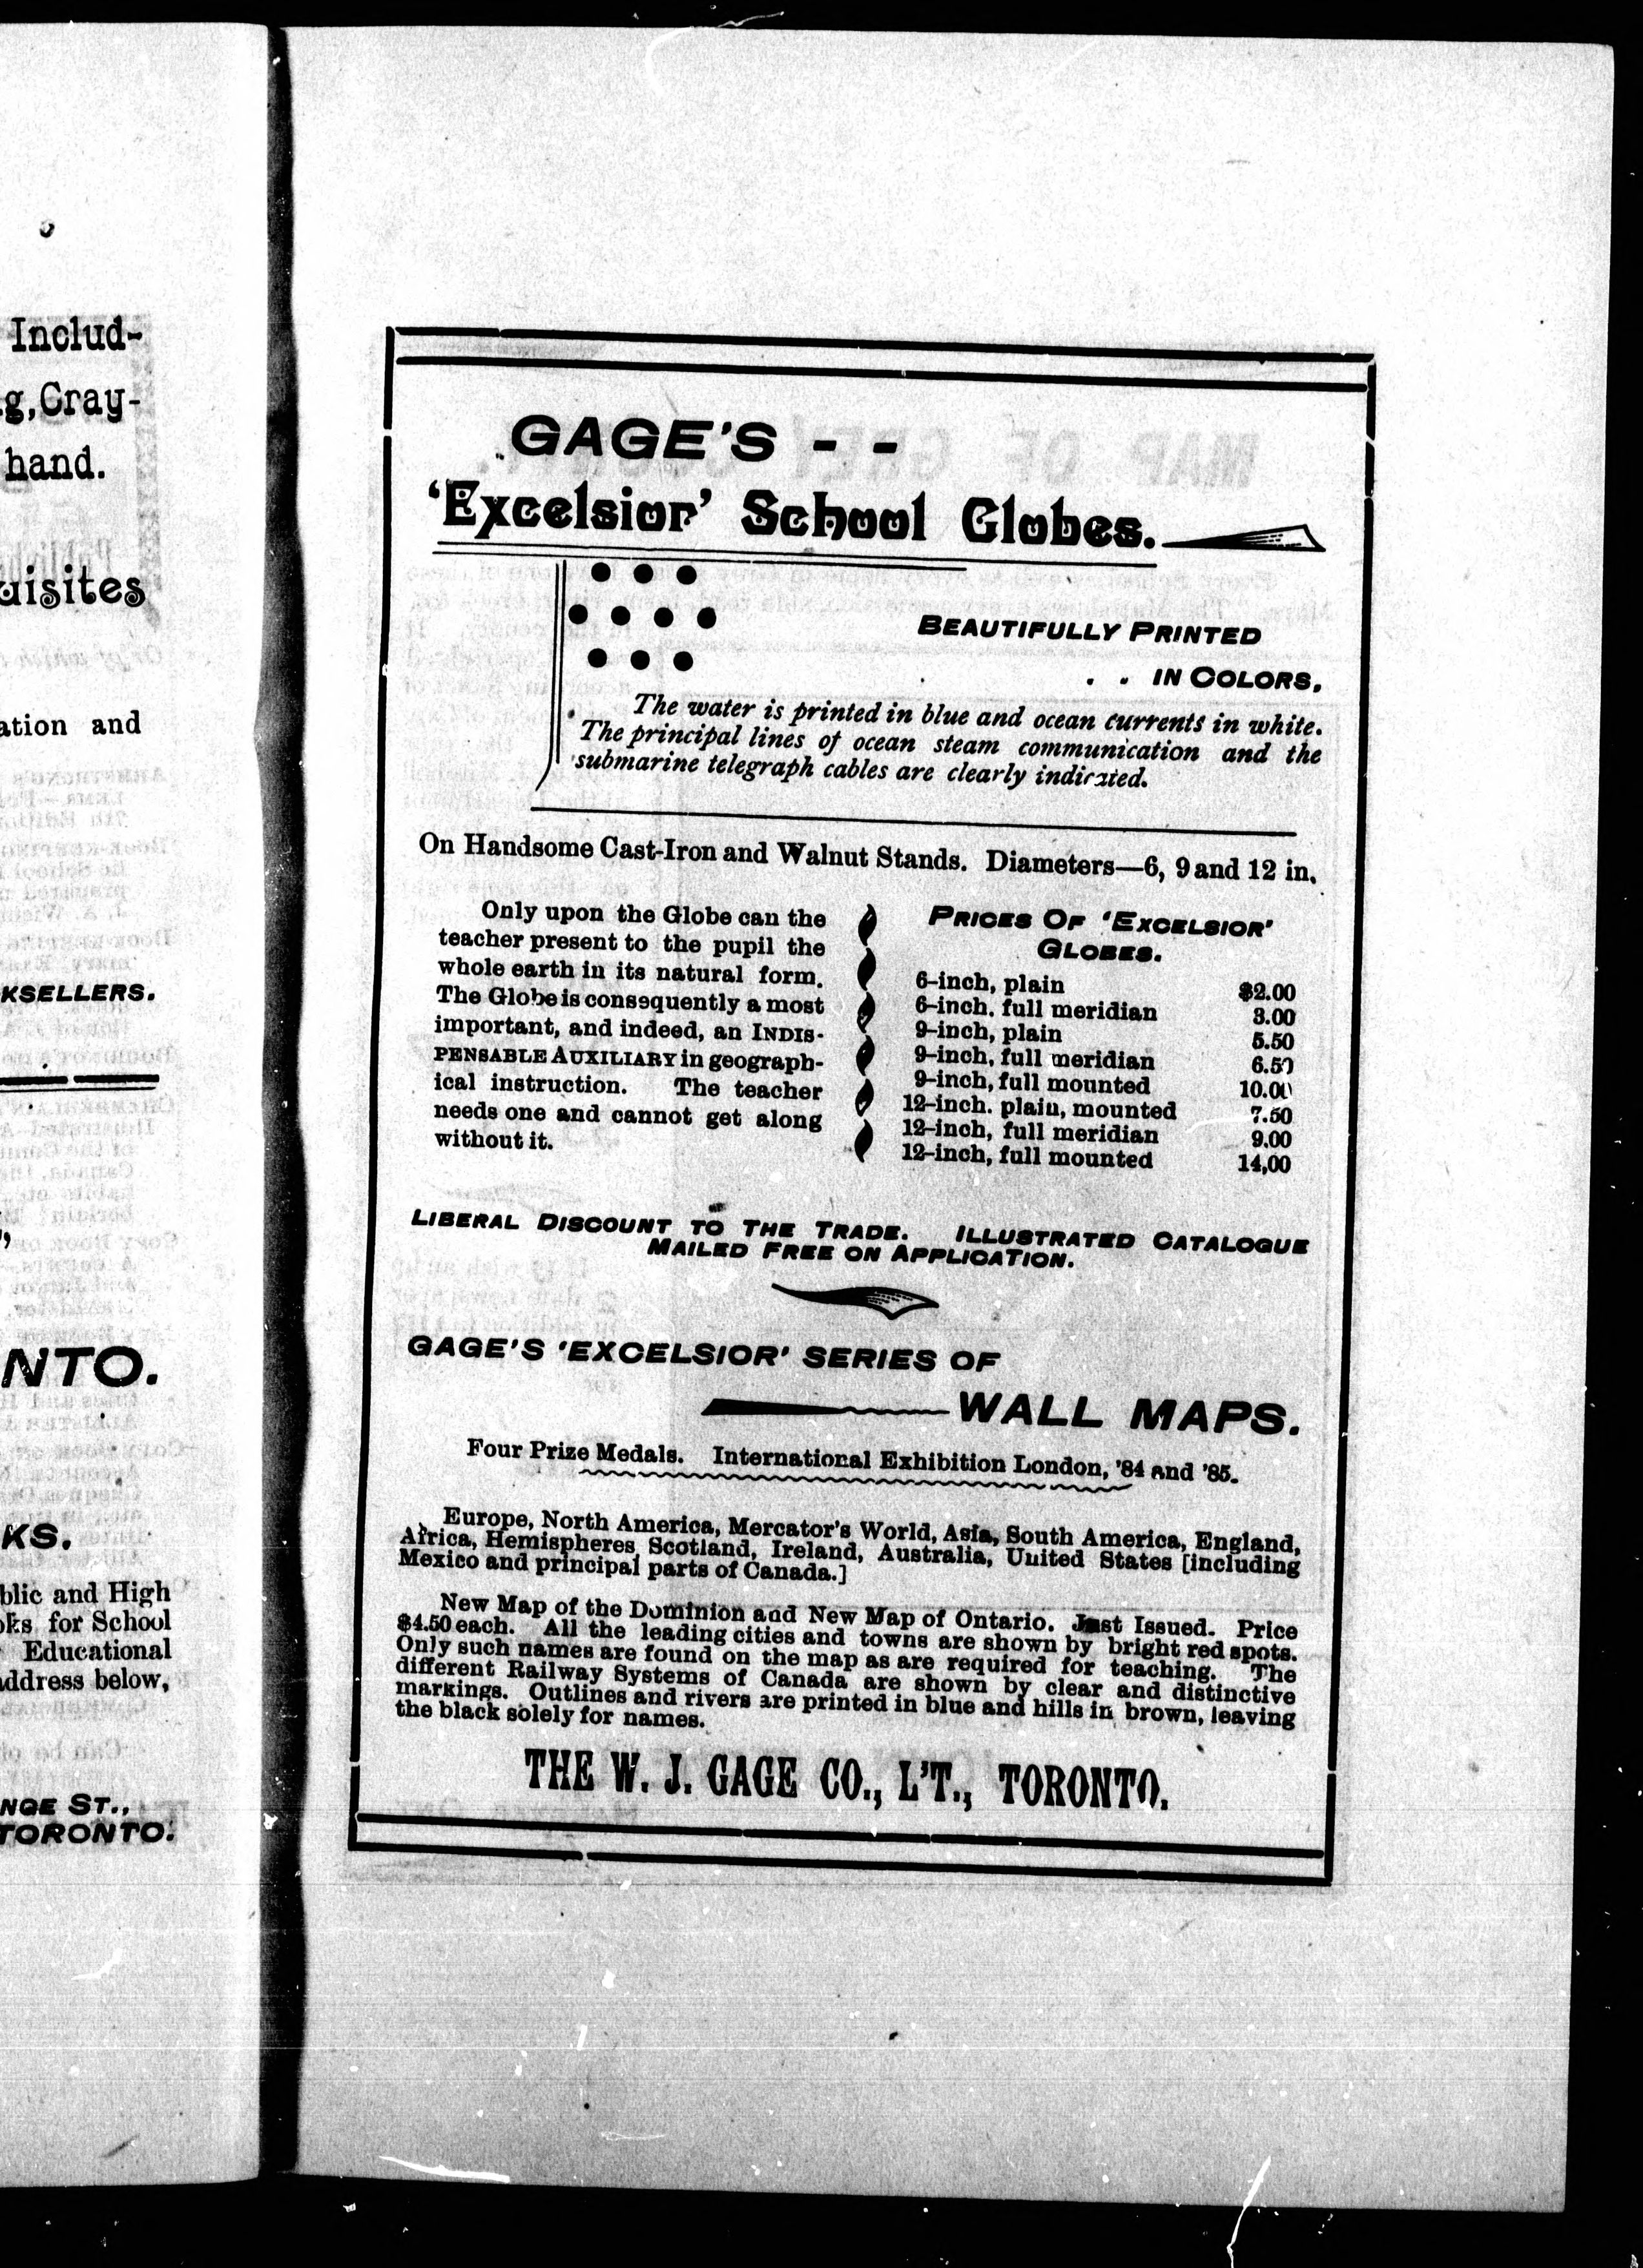 Includ-
g,Cray-
hand.
uisites
ation and
KSELLERS.
NTO.
KS.
blic and High
oks for School
Educational
address below,
NGE ST.,
TORONTO.
GAGE'S - -
'Excelsior' School Globes.
BEAUTIFULLY PRINTED
. . IN COLORS.
The water is printed in blue and ocean currents in white.
The principal lines of ocean steam communication and the
submarine telegraph cables are clearly indicated.
On Handsome Cast-Iron and Walnut Stands. Diameters—6, 9 and 12 in.
Only upon the Globe can the
teacher present to the pupil the
whole earth in its natural form.
The Globe is consequently a most
important, and indeed, an INDIS-
PENSABLE AUXILIARY in geograph-
ical instruction. The teacher
needs one and cannot get along
without it.
PRICES OF 'EXCELSIOR'
GLOBES.
6-inch, plain $2.00
6-inch, full meridian 3.00
9-inch, plain 5.50
9-inch, full meridian 6.50
9-inch, full mounted 10.00
12-inch. plain, mounted 7.50
12-inch, full meridian 9.00
12-inch, full mounted 14,00
LIBERAL DISCOUNT TO THE TRADE. ILLUSTRATED CATALOGUE
MAILED FREE ON APPLICATION.
GAGE'S 'EXCELSIOR' SERIES OF
WALL MAPS.
Four Prize Medals. International Exhibition London, '84 and '85.
Europe, North America, Mercator's World, Asia, South America, England,
Africa, Hemispheres Scotland, Ireland, Australia, United States [including
Mexico and principal parts of Canada.]
New Map of the Dominion and New Map of Ontario. Just Issued. Price
$4.50 each. All the leading cities and towns are shown by bright red spots.
Only such names are found on the map as are required for teaching. The
different Railway Systems of Canada are shown by clear and distinctive
markings. Outlines and rivers are printed in blue and hills in brown, leaving
the black solely for names.
THE W. J. GAGE CO., L'T., TORONTO.